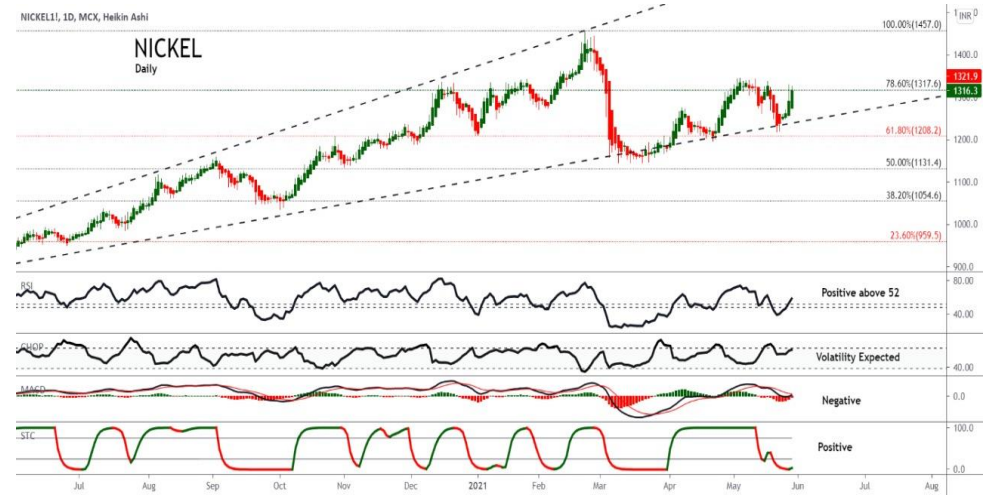 NICKEL1!, 1D, MCX, Heikin Ashi
INR
NICKEL
Daily
100.00%(1457.0)
1400.0
1321.9
78.60%(1317.6)
1316.3
1300.0
61.80%(1208.2)
1200.0
50.00%(1131.4)
1100.0
38.20%(1054.6)
1000.0
23.60%(959.5)
900.0
RSI
80.00
Positive above 52
40.00
CHOP
Volatility Expected
40.00
MACD
0.0
Negative
STC
100.0
Positive
0.0
Jul Aug Sep Oct Nov Dec 2021 Feb Mar Apr May Jun Jul Aug